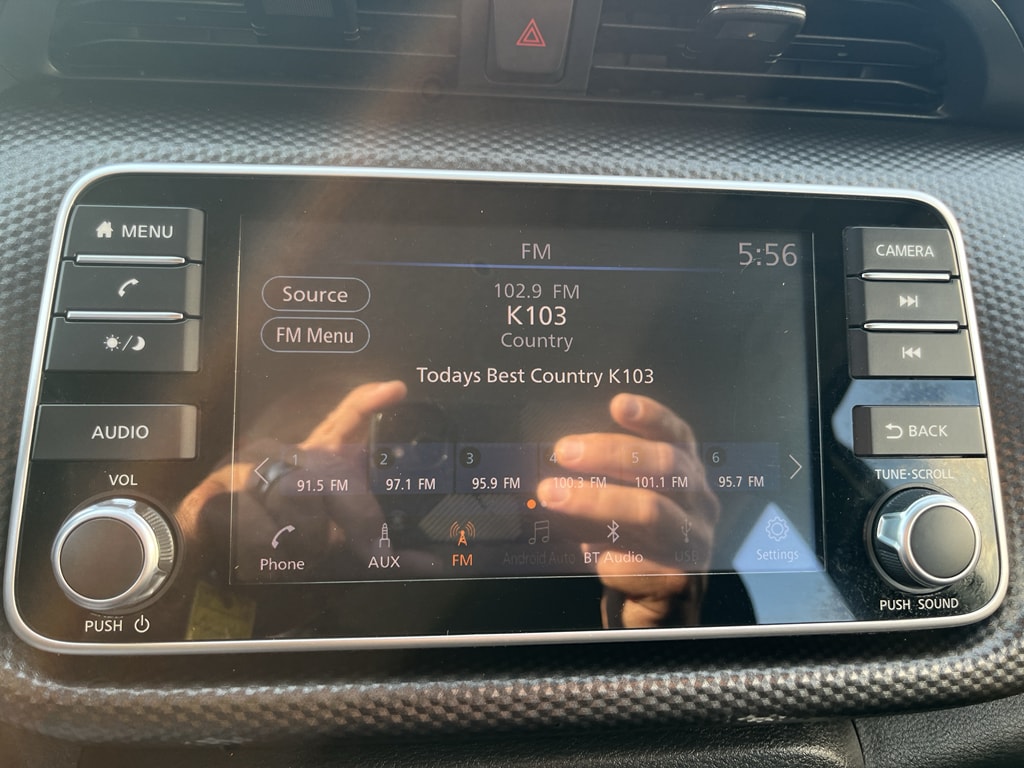 MENU
AUDIO
VOL
PUSH
FM
5:56
Source
FM Menu
102.9 FM
K103
Country
Todays Best Country K103
1 2 3 4 5 6
91.5 FM 97.1 FM 95.9 FM 100.3 FM 101.1 FM 95.7 FM
Phone AUX FM Android Auto BT Audio USB Settings
CAMERA
BACK
TUNE·SCROLL
PUSH SOUND